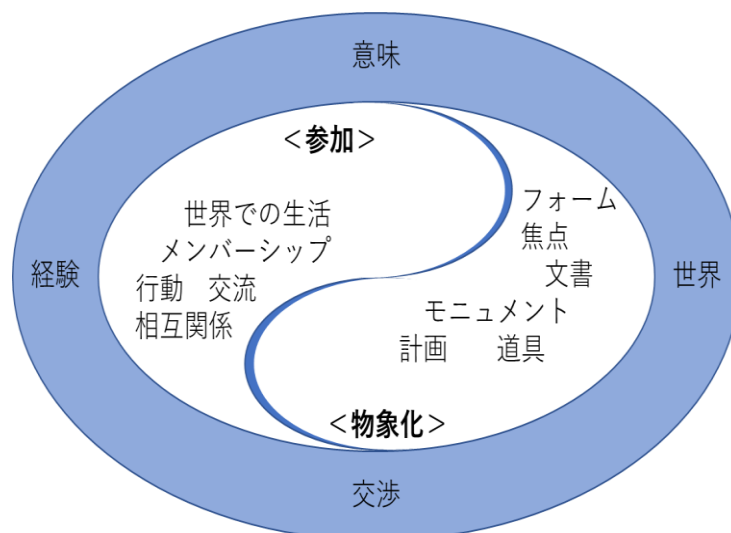 意味
＜参加＞
世界での生活
メンバーシップ
行動　交流
相互関係
フォーム
焦点
文書
モニュメント
計画　　道具
経験
世界
＜物象化＞
交渉